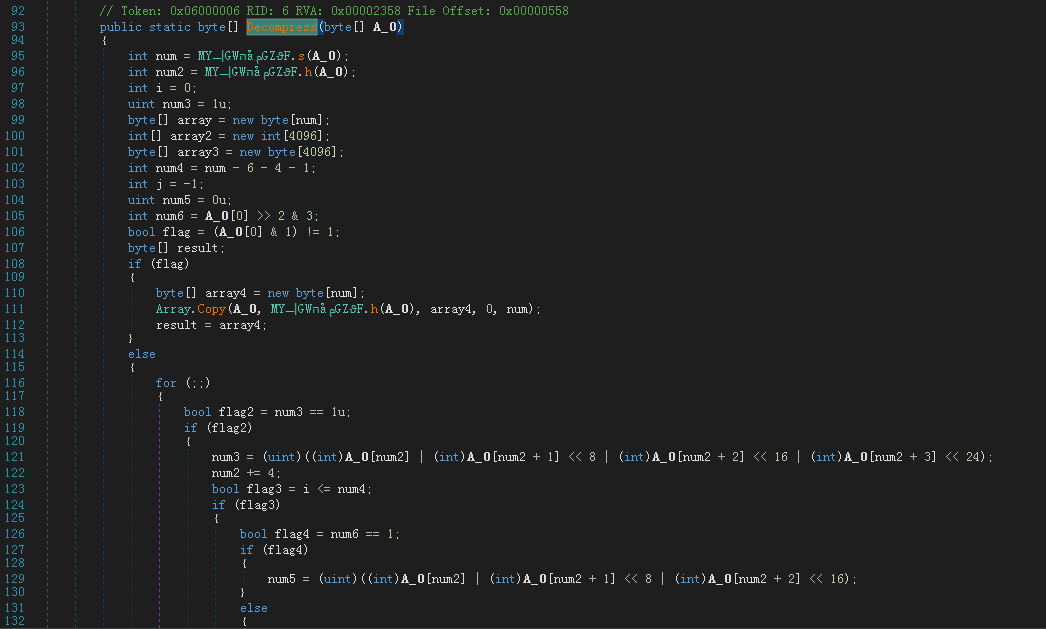 92 // Token: 0x06000006 RID: 6 RVA: 0x00002358 File Offset: 0x00000558
93 public static byte[] Decompress(byte[] A_0)
94 {
95 int num = .s(A_0);
96 int num2 = .h(A_0);
97 int i = 0;
98 uint num3 = 1u;
99 byte[] array = new byte[num];
100 int[] array2 = new int[4096];
101 byte[] array3 = new byte[4096];
102 int num4 = num - 6 - 4 - 1;
103 int j = -1;
104 uint num5 = 0u;
105 int num6 = A_0[0] >> 2 & 3;
106 bool flag = (A_0[0] & 1) != 1;
107 byte[] result;
108 if (flag)
109 {
110 byte[] array4 = new byte[num];
111 Array.Copy(A_0, .h(A_0), array4, 0, num);
112 result = array4;
113 }
114 else
115 {
116 for (;;)
117 {
118 bool flag2 = num3 == 1u;
119 if (flag2)
120 {
121 num3 = (uint)((int)A_0[num2] | (int)A_0[num2 + 1] << 8 | (int)A_0[num2 + 2] << 16 | (int)A_0[num2 + 3] << 24);
122 num2 += 4;
123 bool flag3 = i <= num4;
124 if (flag3)
125 {
126 bool flag4 = num6 == 1;
127 if (flag4)
128 {
129 num5 = (uint)((int)A_0[num2] | (int)A_0[num2 + 1] << 8 | (int)A_0[num2 + 2] << 16);
130 }
131 else
132 {